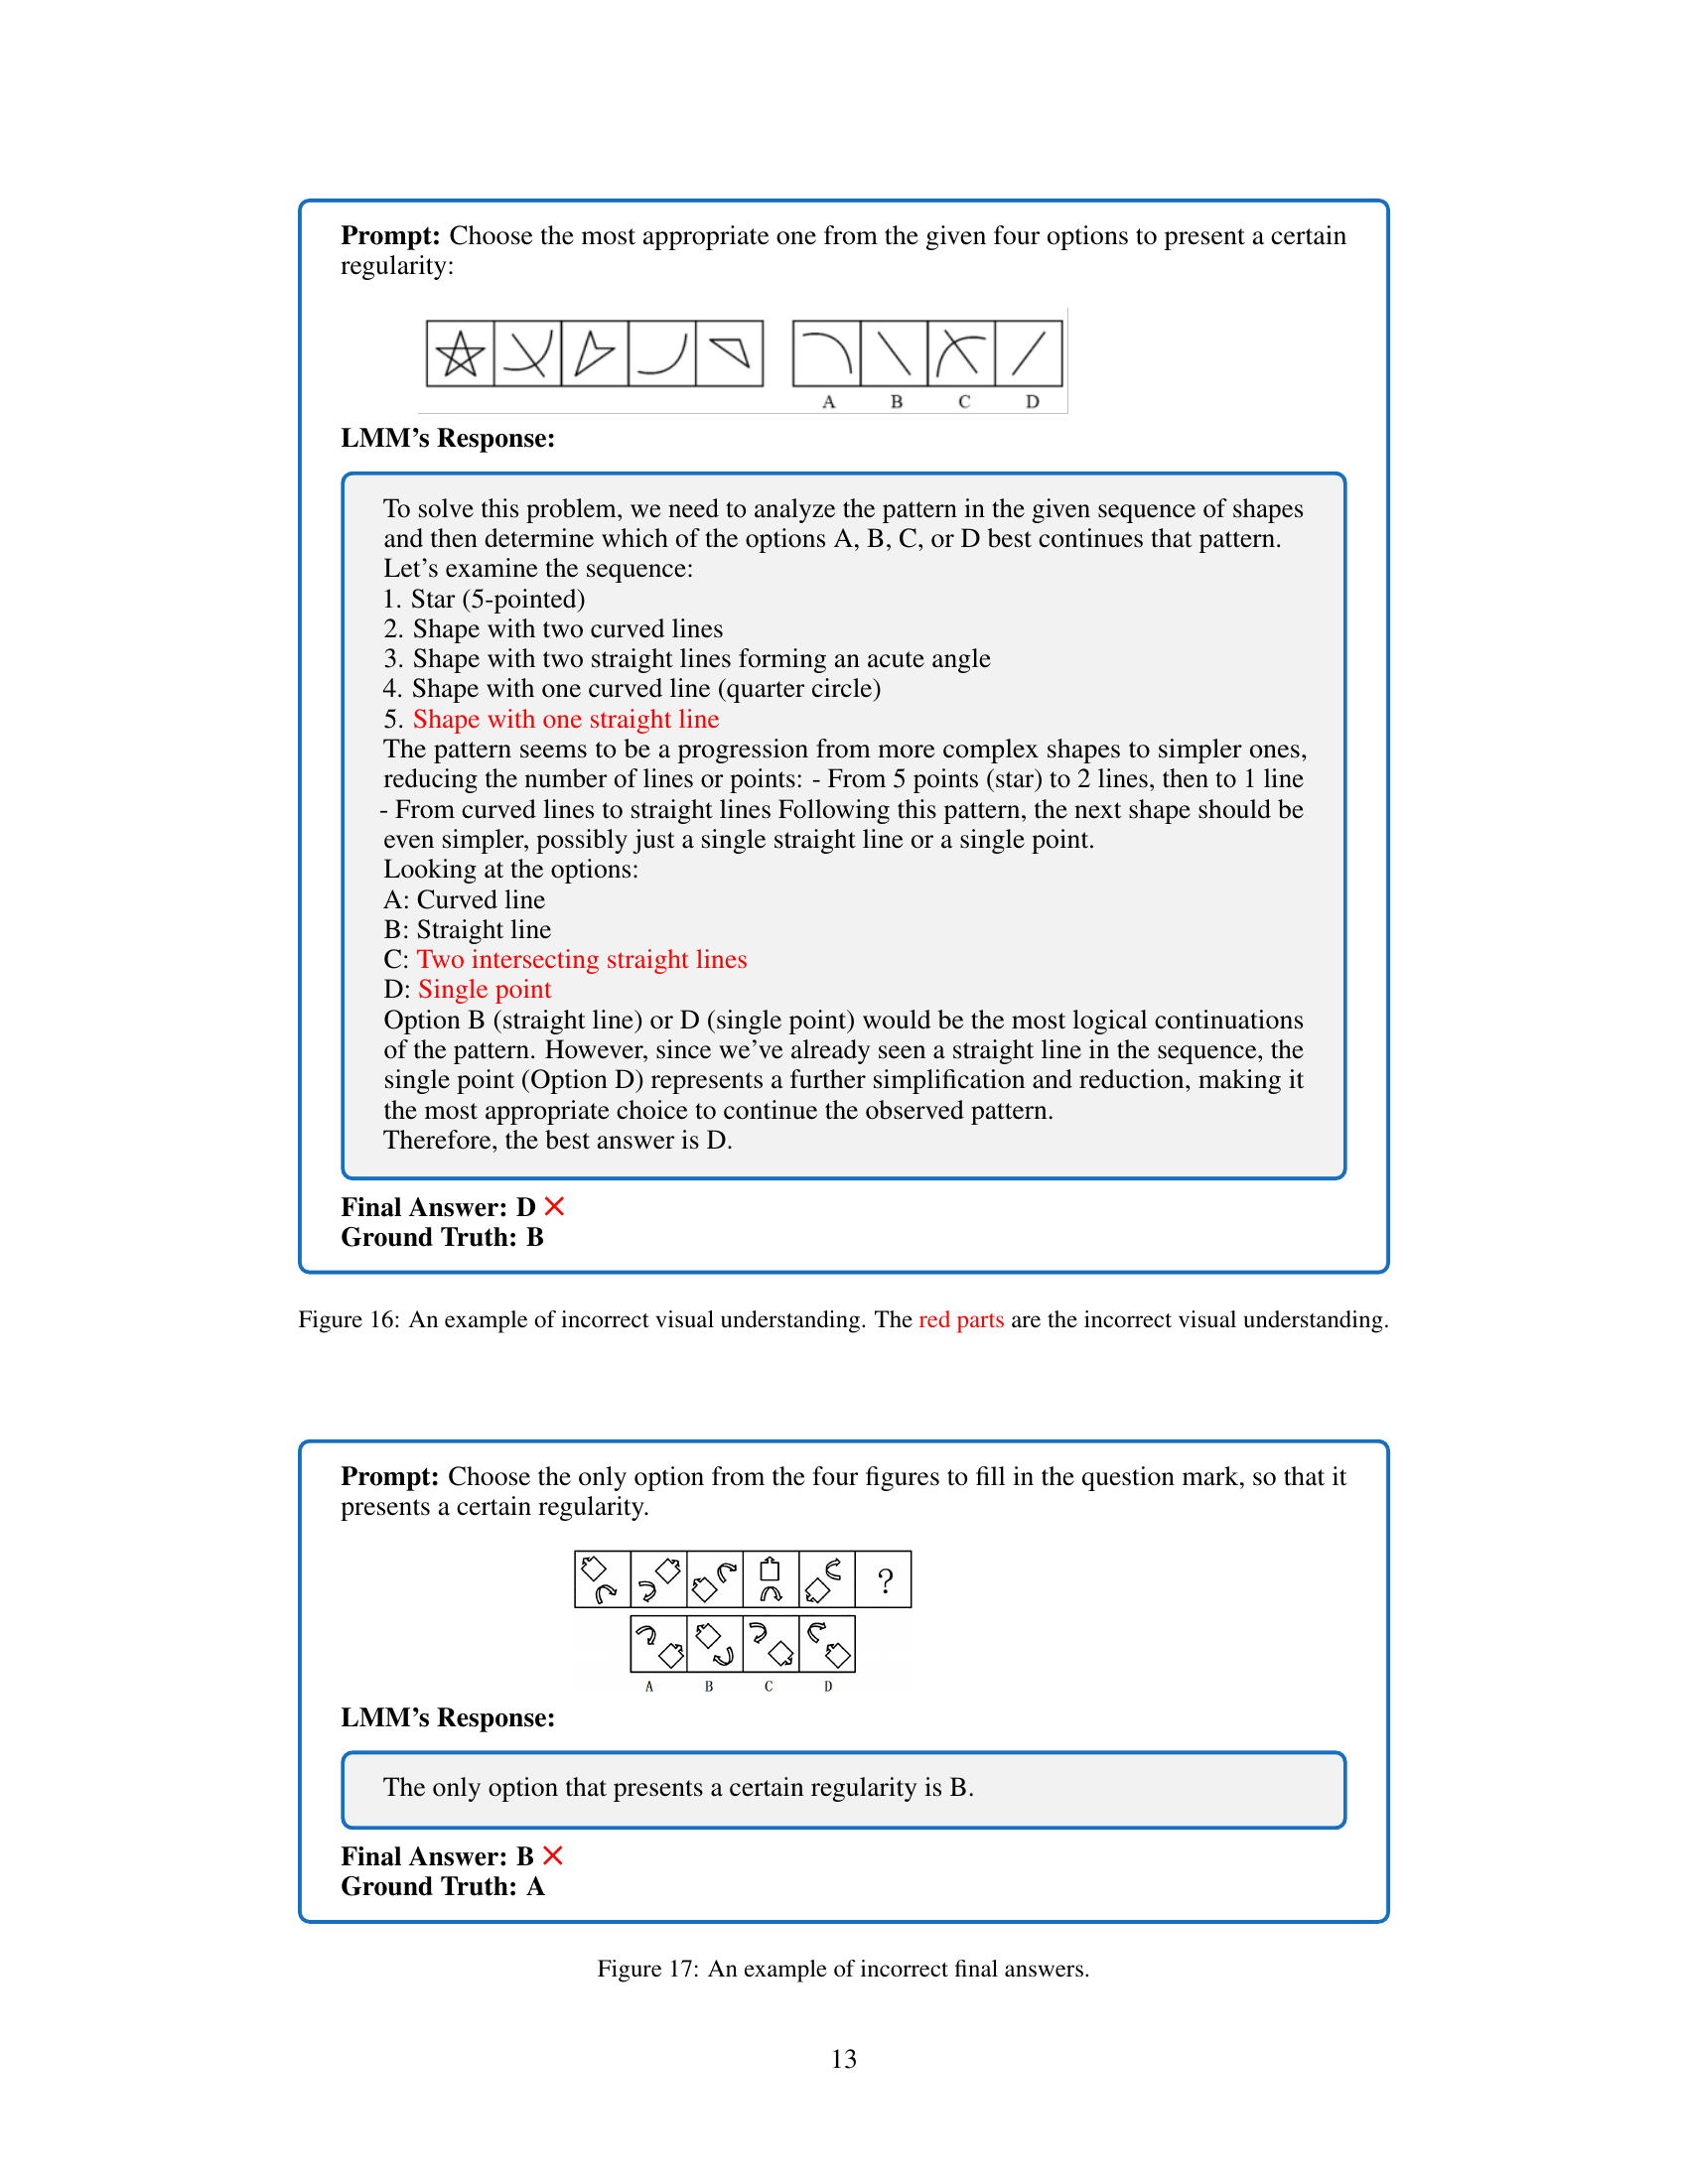 Prompt: Choose the most appropriate one from the given four options to present a certain
regularity:
A B C D
LMM's Response:
To solve this problem, we need to analyze the pattern in the given sequence of shapes
and then determine which of the options A, B, C, or D best continues that pattern.
Let's examine the sequence:
1. Star (5-pointed)
2. Shape with two curved lines
3. Shape with two straight lines forming an acute angle
4. Shape with one curved line (quarter circle)
5. Shape with one straight line
The pattern seems to be a progression from more complex shapes to simpler ones,
reducing the number of lines or points: - From 5 points (star) to 2 lines, then to 1 line
- From curved lines to straight lines Following this pattern, the next shape should be
even simpler, possibly just a single straight line or a single point.
Looking at the options:
A: Curved line
B: Straight line
C: Two intersecting straight lines
D: Single point
Option B (straight line) or D (single point) would be the most logical continuations
of the pattern. However, since we've already seen a straight line in the sequence, the
single point (Option D) represents a further simplification and reduction, making it
the most appropriate choice to continue the observed pattern.
Therefore, the best answer is D.
Final Answer: D ✕
Ground Truth: B
Figure 16: An example of incorrect visual understanding. The red parts are the incorrect visual understanding.
Prompt: Choose the only option from the four figures to fill in the question mark, so that it
presents a certain regularity.
?
A B C D
LMM's Response:
The only option that presents a certain regularity is B.
Final Answer: B ✕
Ground Truth: A
Figure 17: An example of incorrect final answers.
13